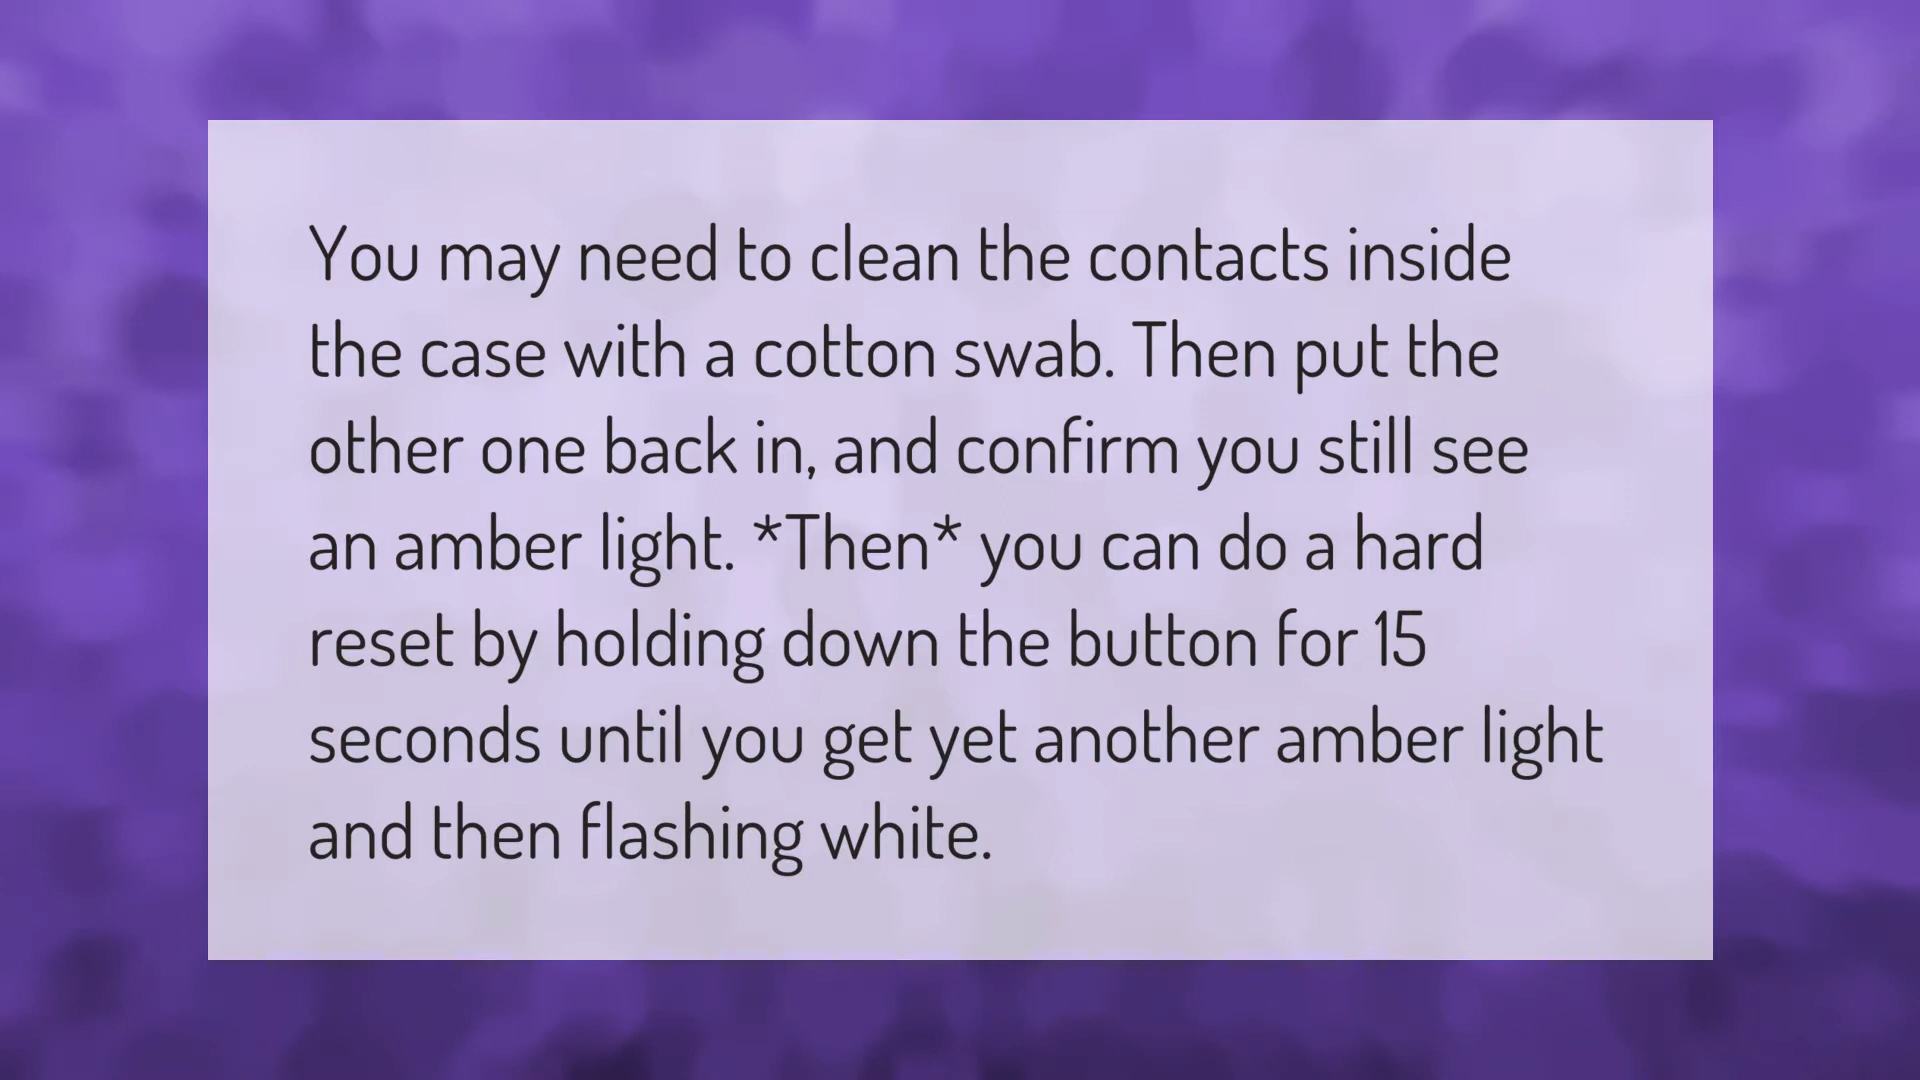 You may need to clean the contacts inside
the case with a cotton swab. Then put the
other one back in, and confirm you still see
an amber light. *Then* you can do a hard
reset by holding down the button for 15
seconds until you get yet another amber light
and then flashing white.